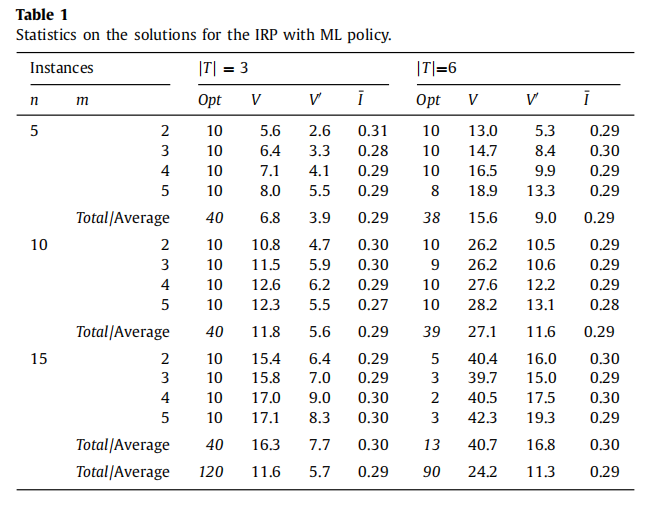 Table 1
Statistics on the solutions for the IRP with ML policy.
Instances |T| = 3 |T|=6
n m Opt V V′ Ī Opt V V′ Ī
5 2 10 5.6 2.6 0.31 10 13.0 5.3 0.29
3 10 6.4 3.3 0.28 10 14.7 8.4 0.30
4 10 7.1 4.1 0.29 10 16.5 9.9 0.29
5 10 8.0 5.5 0.29 8 18.9 13.3 0.29
Total/Average 40 6.8 3.9 0.29 38 15.6 9.0 0.29
10 2 10 10.8 4.7 0.30 10 26.2 10.5 0.29
3 10 11.5 5.9 0.30 9 26.2 10.6 0.29
4 10 12.6 6.2 0.29 10 27.6 12.2 0.29
5 10 12.3 5.5 0.27 10 28.2 13.1 0.28
Total/Average 40 11.8 5.6 0.29 39 27.1 11.6 0.29
15 2 10 15.4 6.4 0.29 5 40.4 16.0 0.30
3 10 15.8 7.0 0.29 3 39.7 15.0 0.29
4 10 17.0 9.0 0.30 2 40.5 17.5 0.30
5 10 17.1 8.3 0.30 3 42.3 19.3 0.29
Total/Average 40 16.3 7.7 0.30 13 40.7 16.8 0.30
Total/Average 120 11.6 5.7 0.29 90 24.2 11.3 0.29